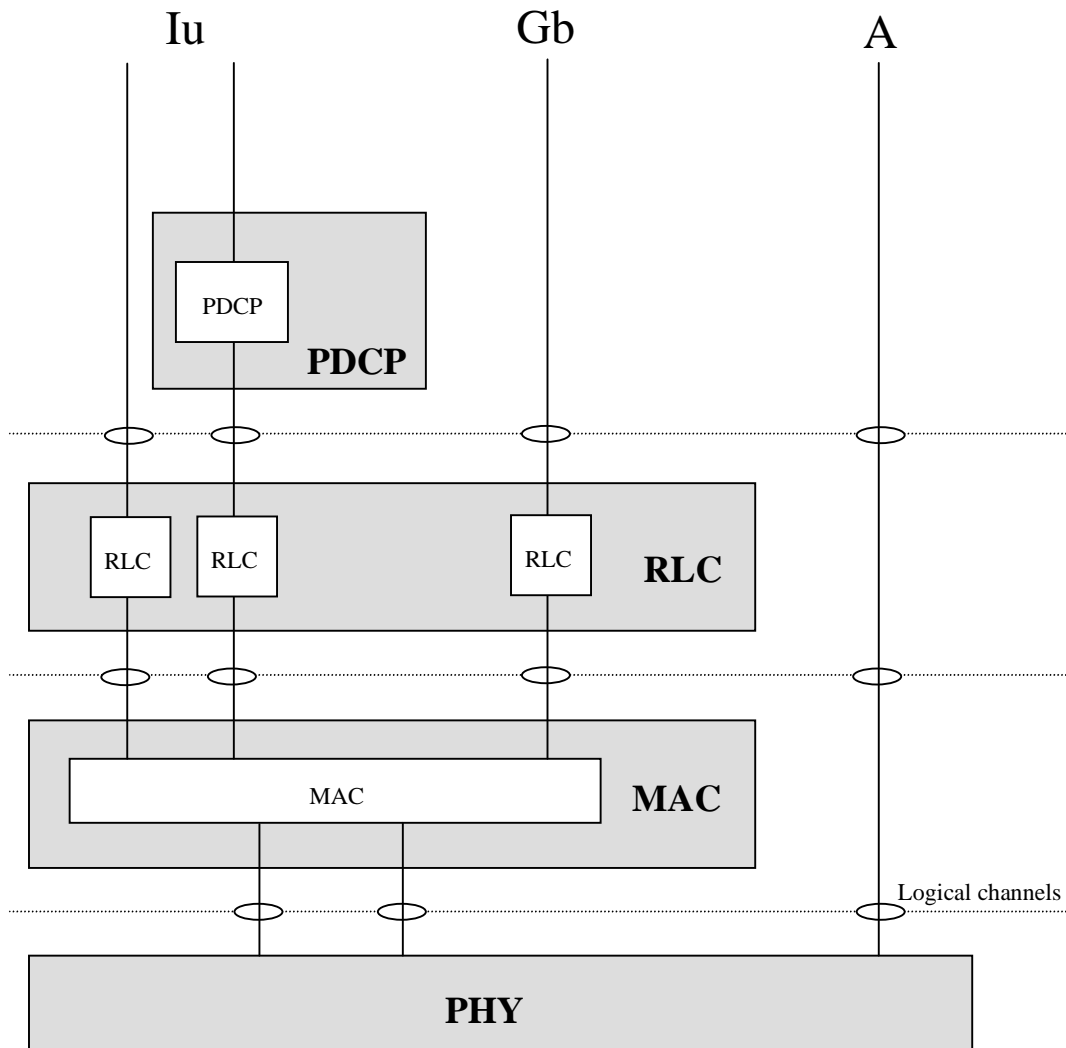 Iu Gb A
PDCP
PDCP
RLC RLC RLC
RLC
MAC
MAC
Logical channels
PHY